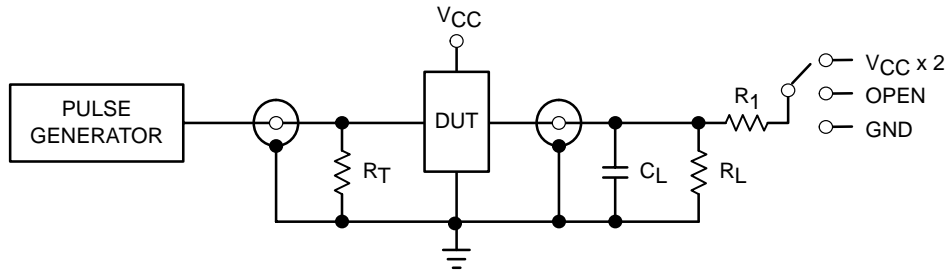 VCC
PULSE
GENERATOR
DUT
RT
CL
RL
R1
VCC x 2
OPEN
GND